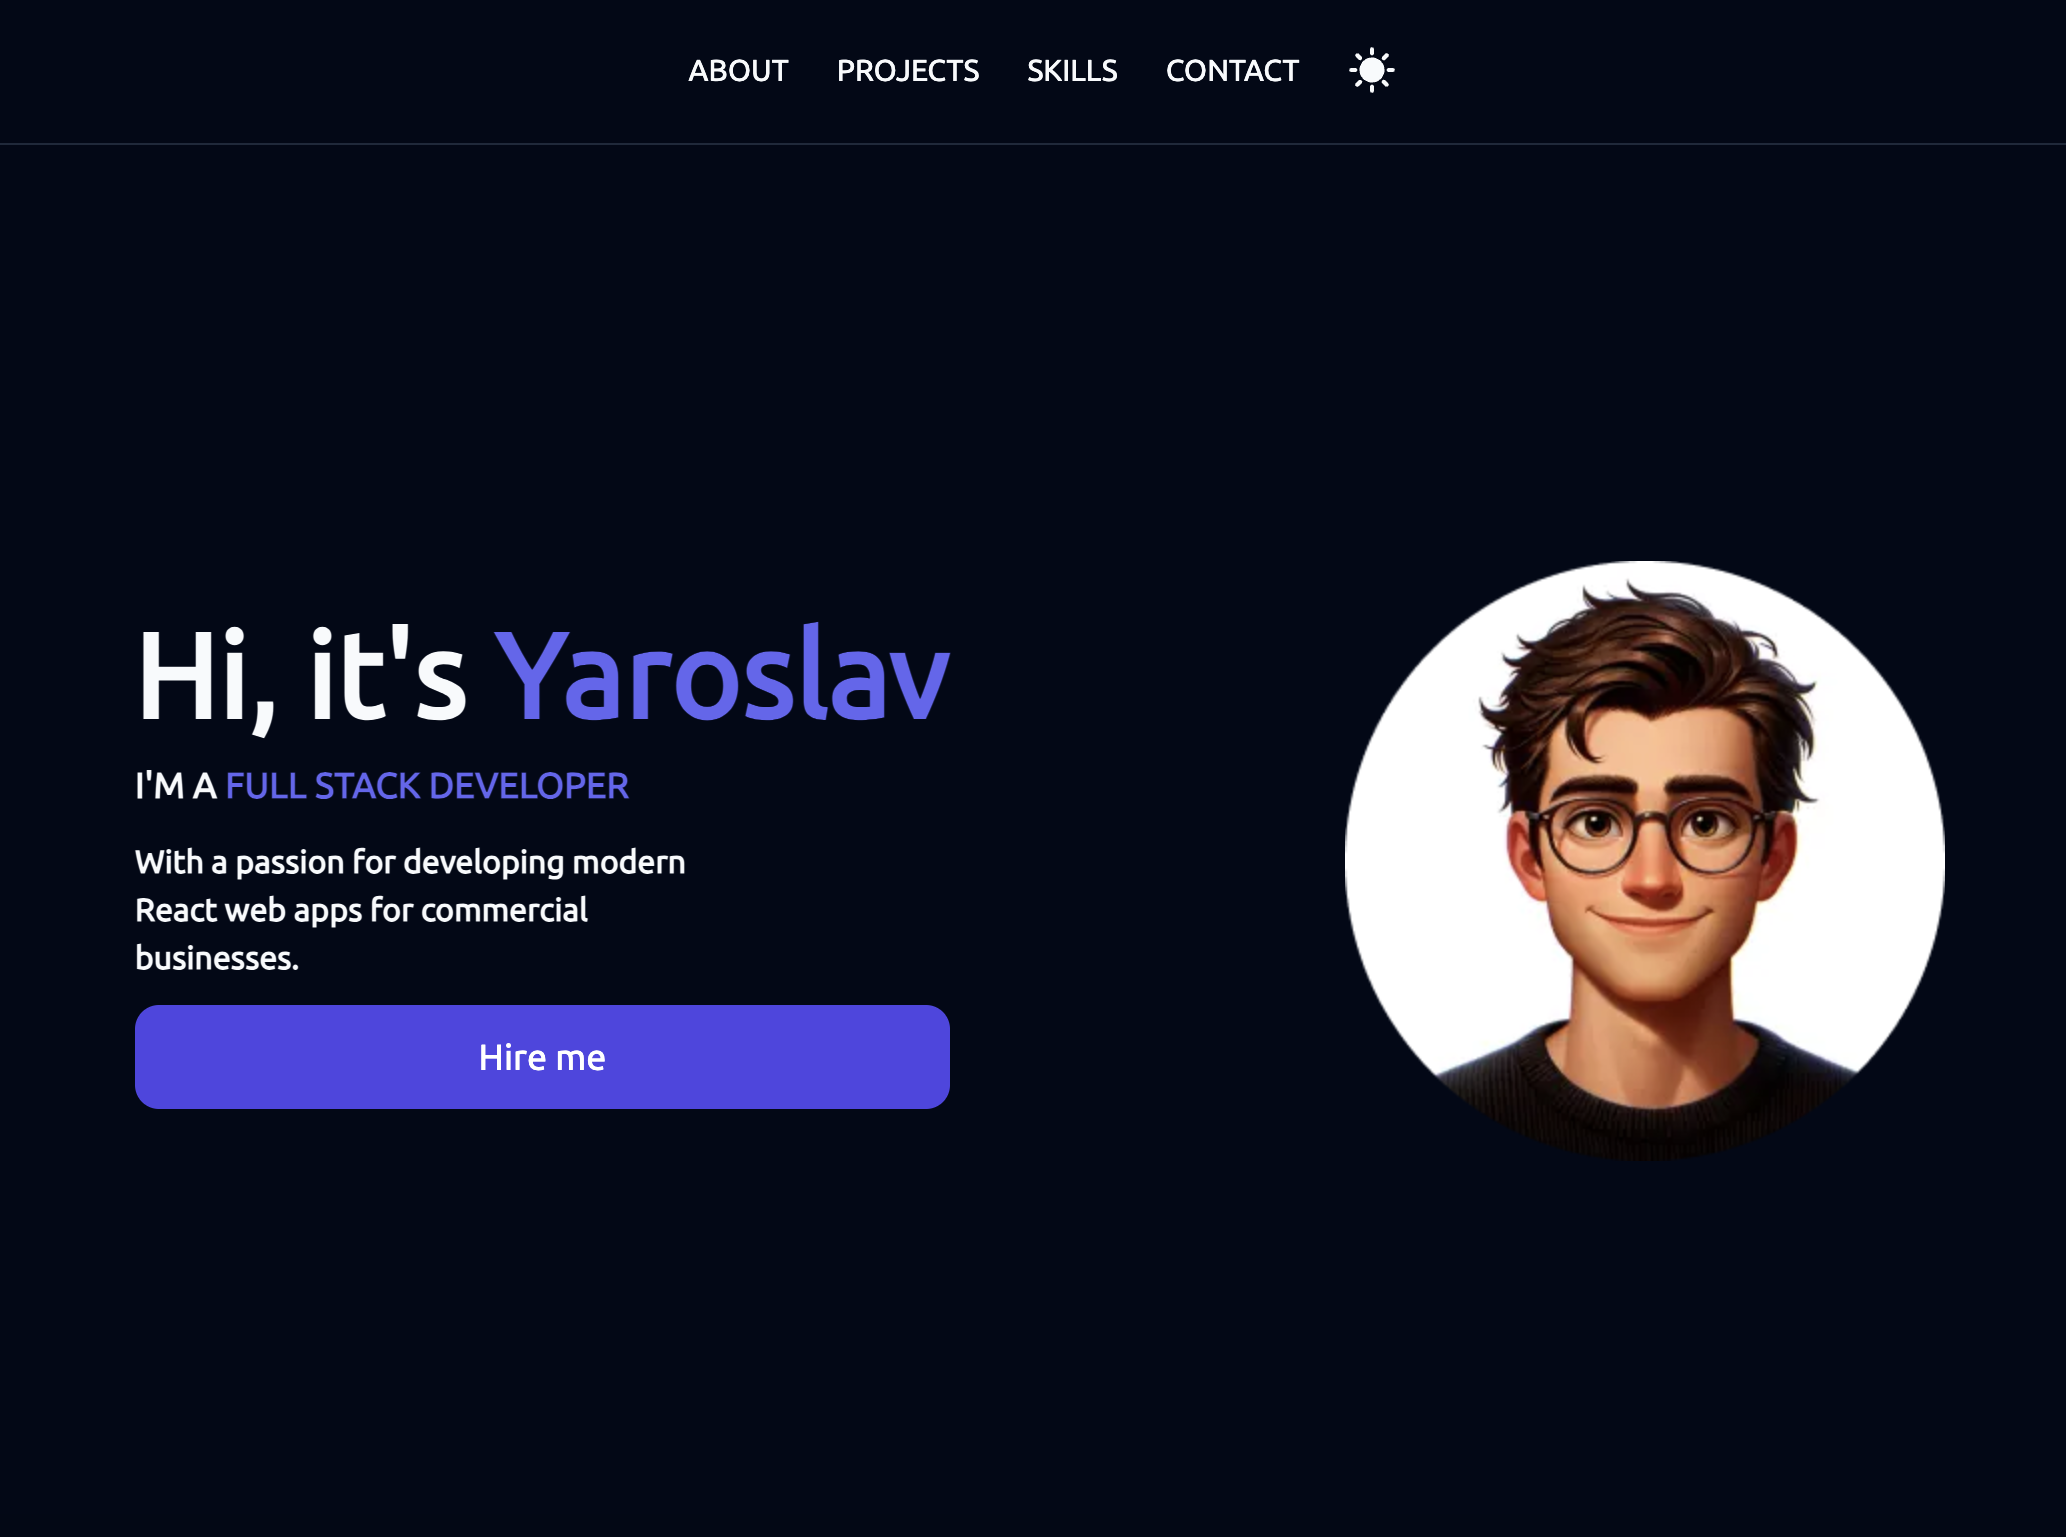 ABOUT PROJECTS SKILLS CONTACT
Hi, it's Yaroslav
I'M A FULL STACK DEVELOPER
With a passion for developing modern
React web apps for commercial
businesses.
Hire me